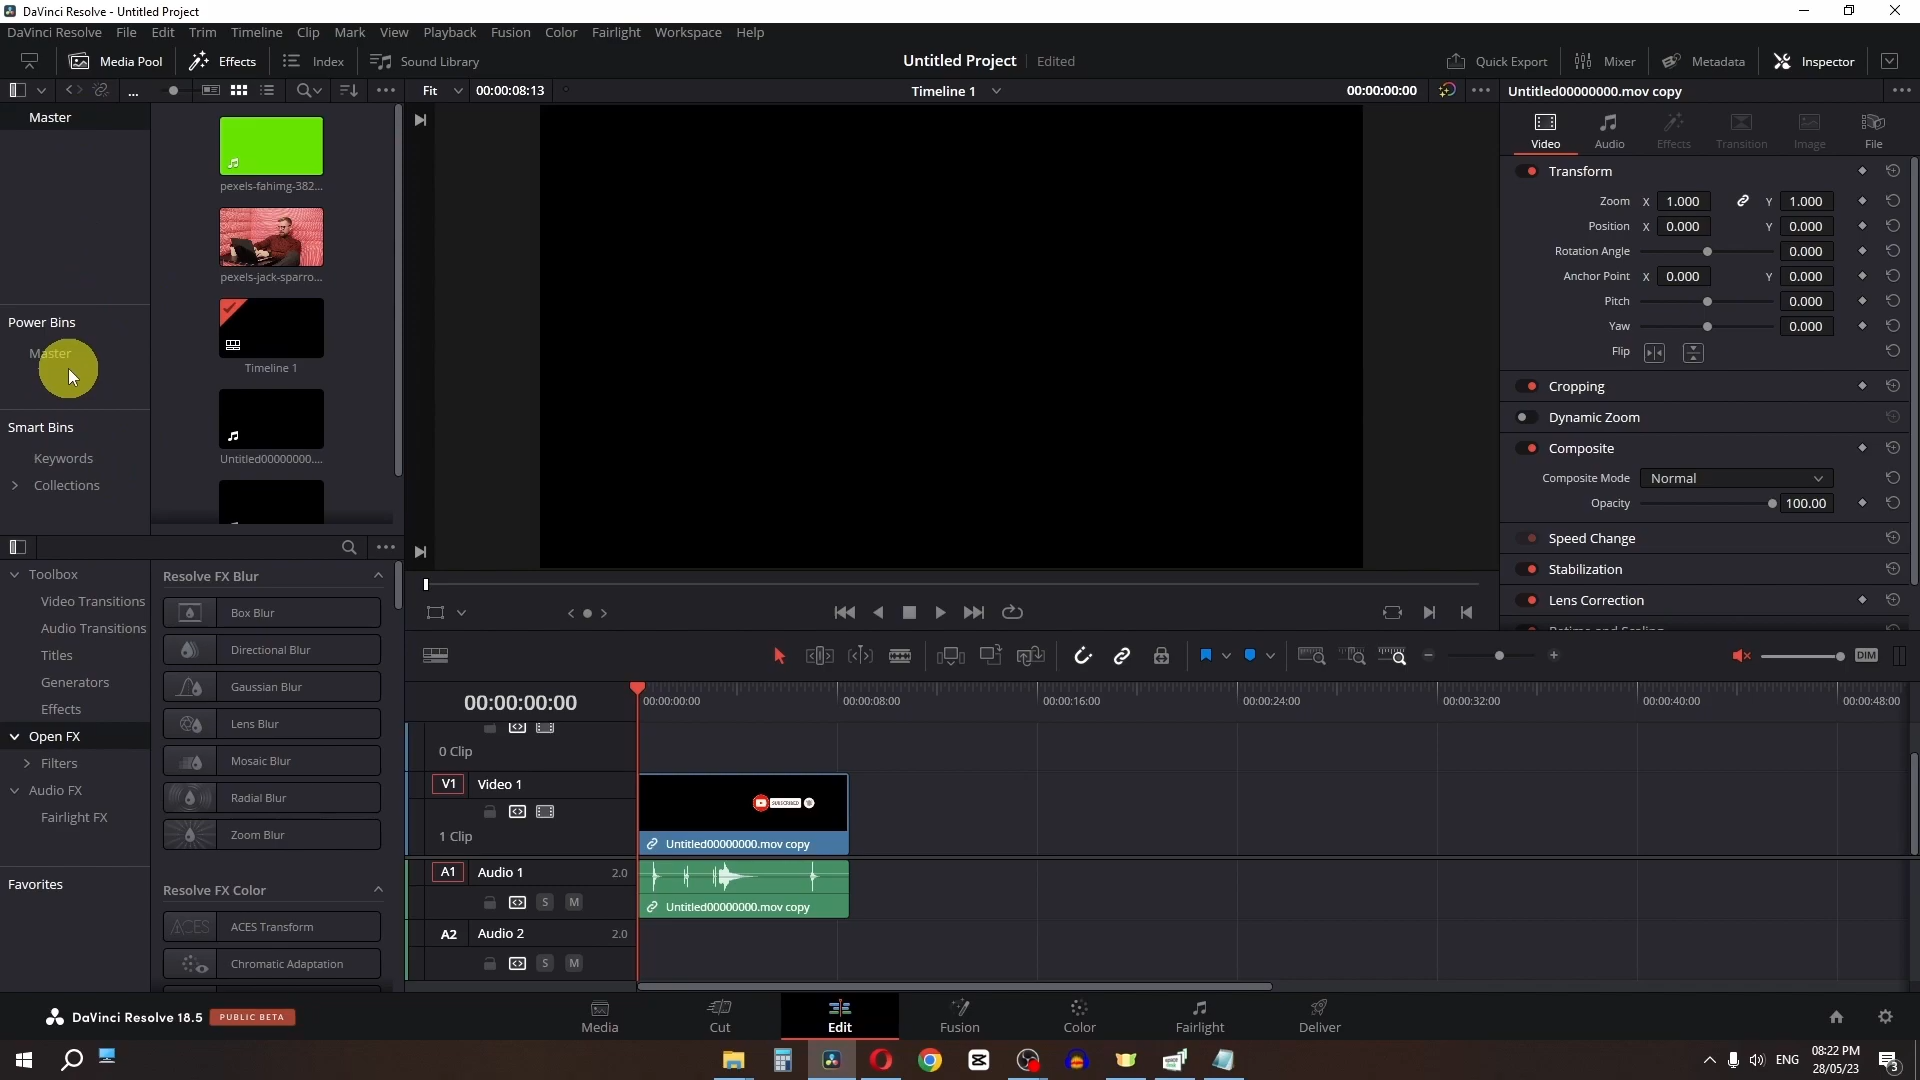 DaVinci Resolve - Untitled Project
DaVinci Resolve File Edit Trim Timeline Clip Mark View Playback Fusion Color Fairlight Workspace Help
Media Pool Effects Index Sound Library Untitled Project Edited Quick Export Mixer Metadata Inspector
... Fit 00:00:08:13 Timeline 1 00:00:00:00 Untitled00000000.mov copy
Master
Power Bins
Master
Smart Bins
Keywords
Collections
pexels-fahimg-382...
pexels-jack-sparro...
Timeline 1
Untitled00000000....
Video Audio Effects Transition Image File
Transform
Zoom X 1.000 Y 1.000
Position X 0.000 Y 0.000
Rotation Angle 0.000
Anchor Point X 0.000 Y 0.000
Pitch 0.000
Yaw 0.000
Flip
Cropping
Dynamic Zoom
Composite
Composite Mode Normal
Opacity 100.00
Speed Change
Stabilization
Lens Correction
Retime and Scaling
Toolbox
Video Transitions
Audio Transitions
Titles
Generators
Effects
Open FX
Filters
Audio FX
Fairlight FX
Favorites
Resolve FX Blur
Box Blur
Directional Blur
Gaussian Blur
Lens Blur
Mosaic Blur
Radial Blur
Zoom Blur
Resolve FX Color
ACES
ACES Transform
Chromatic Adaptation
DIM
00:00:00:00 00:00:00:00 00:00:08:00 00:00:16:00 00:00:24:00 00:00:32:00 00:00:40:00 00:00:48:00
0 Clip
V1 Video 1
1 Clip
SUBSCRIBED
Untitled00000000.mov copy
A1 Audio 1 2.0
S M
Untitled00000000.mov copy
A2 Audio 2 2.0
S M
DaVinci Resolve 18.5 PUBLIC BETA
Media Cut Edit Fusion Color Fairlight Deliver
ENG 08:22 PM
28/05/23
3